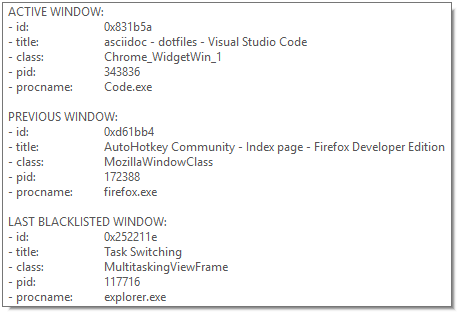 ACTIVE WINDOW:
- id: 0x831b5a
- title: asciidoc - dotfiles - Visual Studio Code
- class: Chrome_WidgetWin_1
- pid: 343836
- procname: Code.exe
PREVIOUS WINDOW:
- id: 0xd61bb4
- title: AutoHotkey Community - Index page - Firefox Developer Edition
- class: MozillaWindowClass
- pid: 172388
- procname: firefox.exe
LAST BLACKLISTED WINDOW:
- id: 0x252211e
- title: Task Switching
- class: MultitaskingViewFrame
- pid: 117716
- procname: explorer.exe